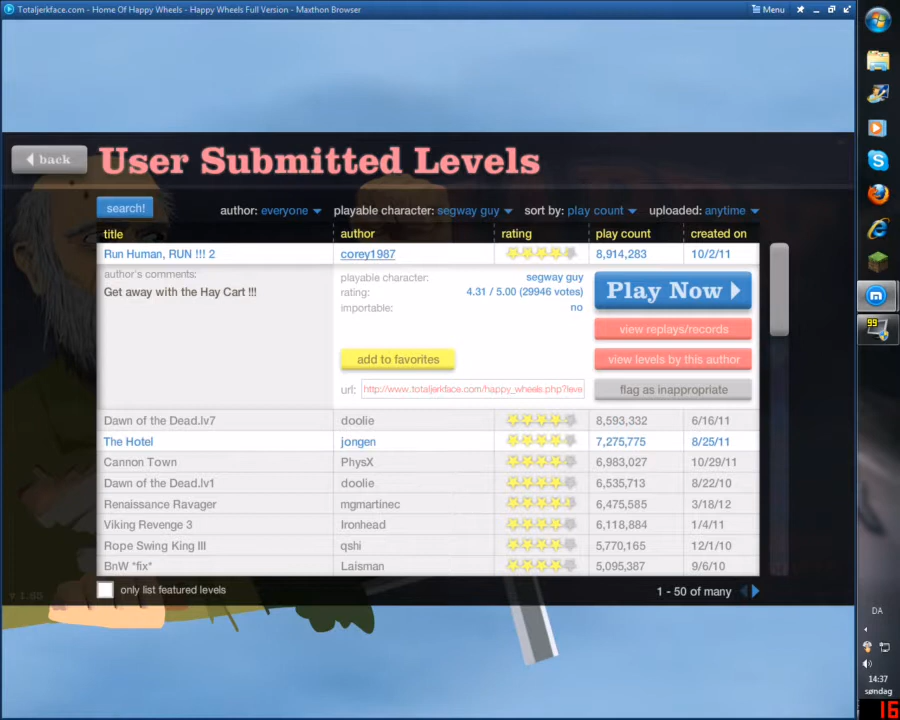 Totaljerkface.com - Home Of Happy Wheels - Happy Wheels Full Version - Maxthon Browser
Menu
back
User Submitted Levels
search!
author: everyone
playable character: segway guy
sort by: play count
uploaded: anytime
title author rating play count created on
Run Human, RUN !!! 2 corey1987 8,914,283 10/2/11
author's comments:
Get away with the Hay Cart !!!
playable character: segway guy
rating: 4.31 / 5.00 (29946 votes)
importable: no
Play Now
view replays/records
add to favorites
view levels by this author
url: http://www.totaljerkface.com/happy_wheels.php?leve
flag as inappropriate
Dawn of the Dead.lv7 doolie 8,593,332 6/16/11
The Hotel jongen 7,275,775 8/25/11
Cannon Town PhysX 6,983,027 10/29/11
Dawn of the Dead.lv1 doolie 6,535,713 8/22/10
Renaissance Ravager mgmartinec 6,475,585 3/18/12
Viking Revenge 3 Ironhead 6,118,884 1/4/11
Rope Swing King III qshi 5,770,165 12/1/10
BnW *fix* Laisman 5,095,387 9/6/10
only list featured levels
1 - 50 of many
99
DA
14:37
søndag
16